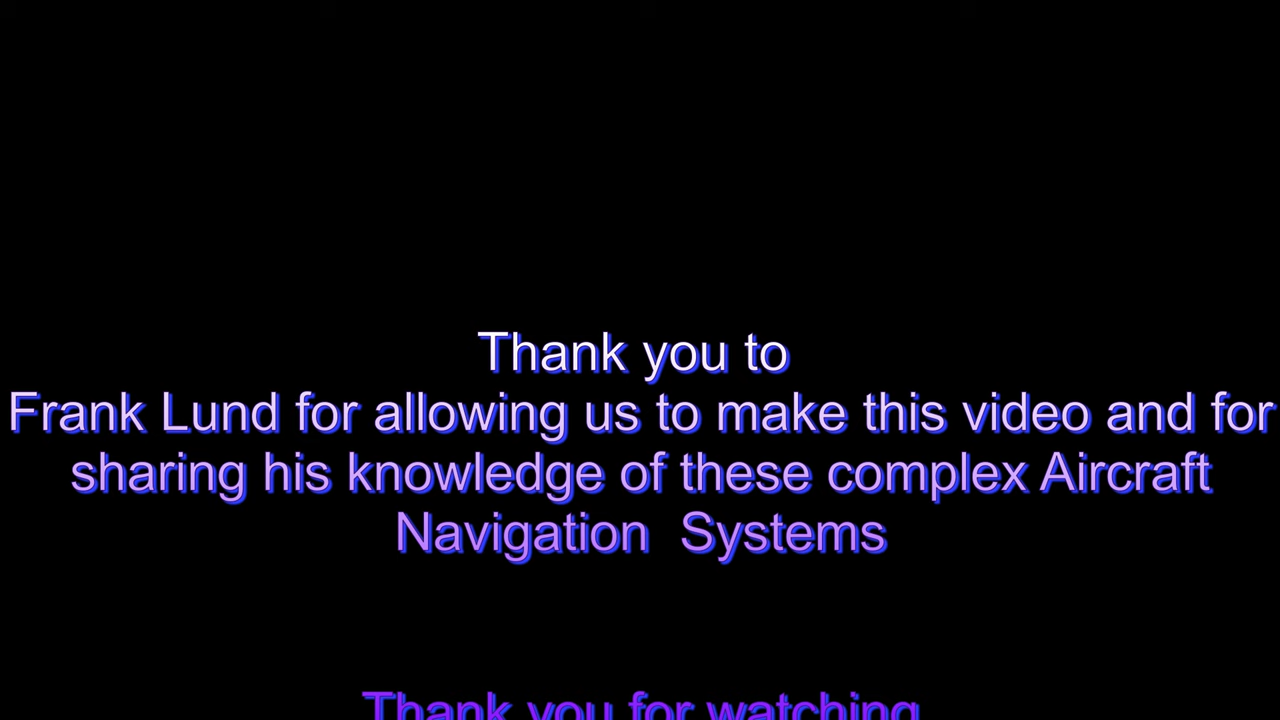 Thank you to
Frank Lund for allowing us to make this video and for
sharing his knowledge of these complex Aircraft
Navigation  Systems
Thank you for watching